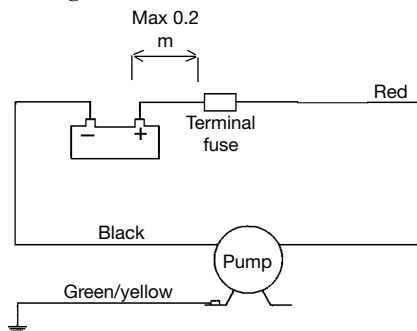 Max 0.2
m
− +
Red
Terminal
fuse
Black
Pump
Green/yellow